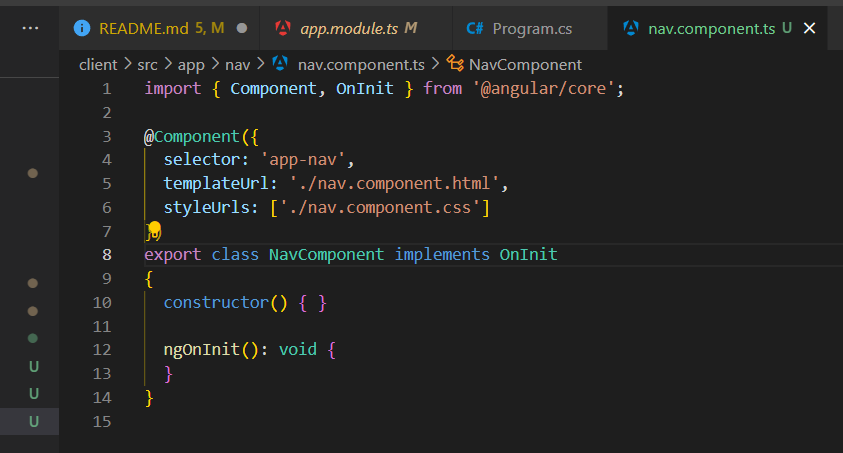 ··· README.md 5, M ● app.module.ts M C# Program.cs nav.component.ts U ×
client > src > app > nav > nav.component.ts > NavComponent
1 import { Component, OnInit } from '@angular/core';
2
3 @Component({
4 selector: 'app-nav',
5 templateUrl: './nav.component.html',
6 styleUrls: ['./nav.component.css']
7 })
8 export class NavComponent implements OnInit
9 {
10 constructor() { }
11
12 ngOnInit(): void {
U
13 }
U
14 }
U
15